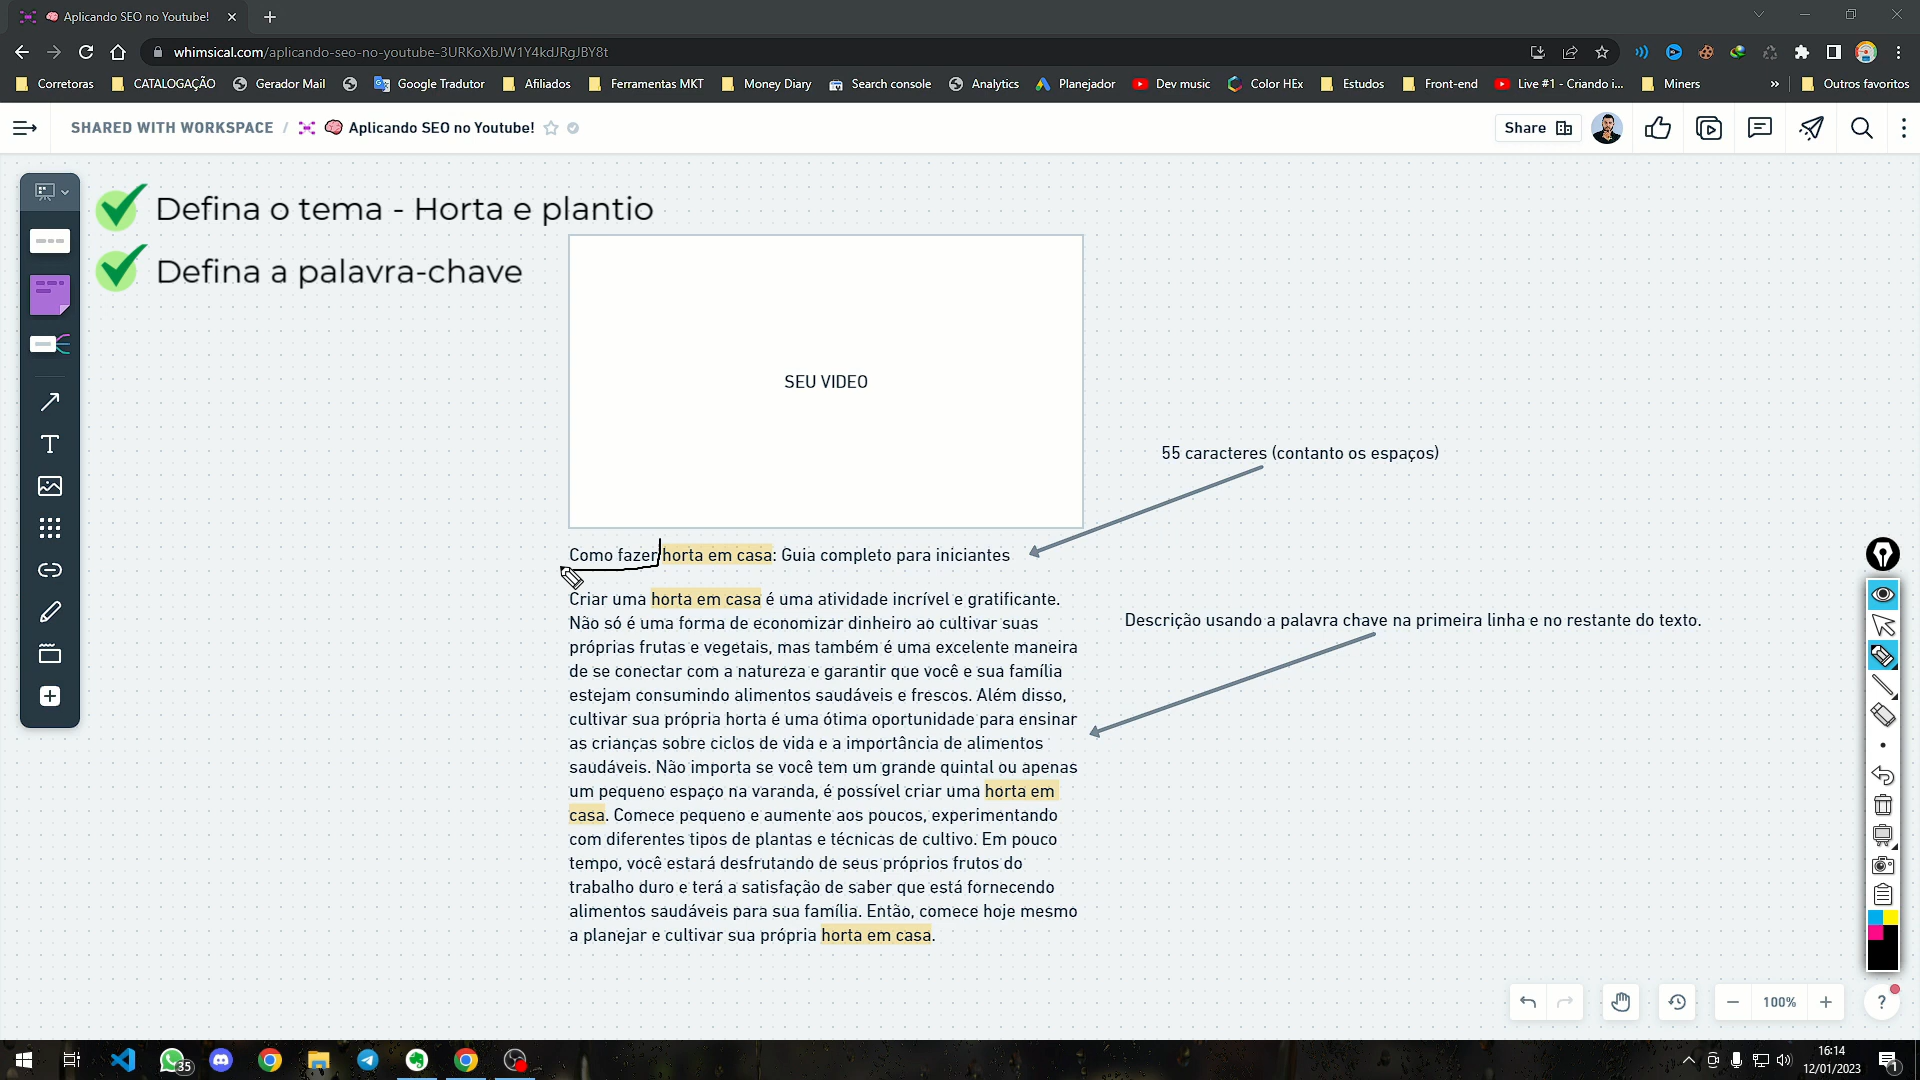 Aplicando SEO no Youtube!
whimsical.com/aplicando-seo-no-youtube-3URKoXbJW1Y4kdJRgJBY8t
Corretoras CATALOGAÇÃO Gerador Mail Google Tradutor Afiliados Ferramentas MKT Money Diary Search console Analytics Planejador Dev music Color HEx Estudos Front-end Live #1 - Criando i... Miners » Outros favoritos
SHARED WITH WORKSPACE / Aplicando SEO no Youtube! Share
Defina o tema - Horta e plantio
Defina a palavra-chave
SEU VIDEO
55 caracteres (contanto os espaços)
Como fazer horta em casa: Guia completo para iniciantes
Descrição usando a palavra chave na primeira linha e no restante do texto.
Criar uma horta em casa é uma atividade incrível e gratificante.
Não só é uma forma de economizar dinheiro ao cultivar suas
próprias frutas e vegetais, mas também é uma excelente maneira
de se conectar com a natureza e garantir que você e sua família
estejam consumindo alimentos saudáveis e frescos. Além disso,
cultivar sua própria horta é uma ótima oportunidade para ensinar
as crianças sobre ciclos de vida e a importância de alimentos
saudáveis. Não importa se você tem um grande quintal ou apenas
um pequeno espaço na varanda, é possível criar uma horta em
casa. Comece pequeno e aumente aos poucos, experimentando
com diferentes tipos de plantas e técnicas de cultivo. Em pouco
tempo, você estará desfrutando de seus próprios frutos do
trabalho duro e terá a satisfação de saber que está fornecendo
alimentos saudáveis para sua família. Então, comece hoje mesmo
a planejar e cultivar sua própria horta em casa.
100%
?
35
16:14
12/01/2023
1